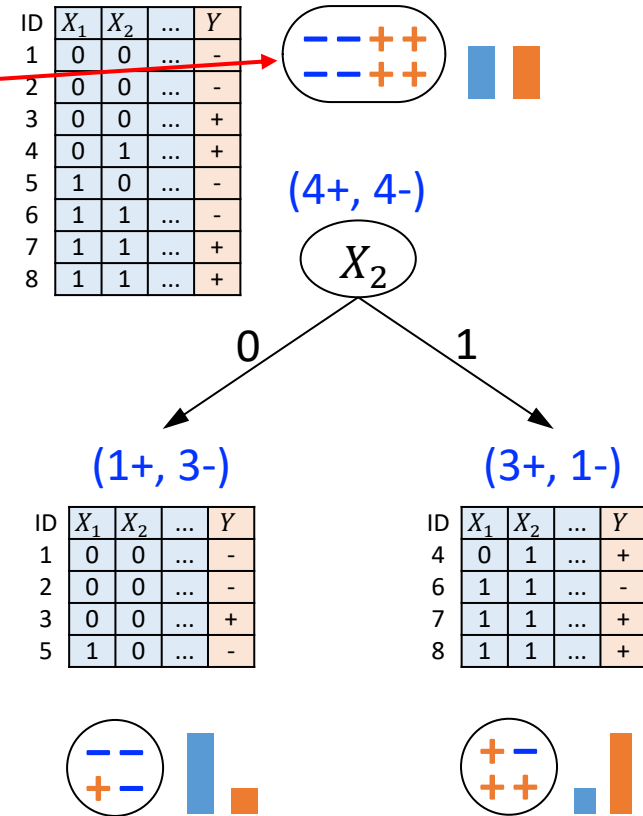 ID X₁ X₂ ... Y
1 0 0 ... -
2 0 0 ... -
3 0 0 ... +
4 0 1 ... +
5 1 0 ... -
6 1 1 ... -
7 1 1 ... +
8 1 1 ... +
− − + +
− − + +
(4+, 4-)
X₂
0 1
(1+, 3-)
ID X₁ X₂ ... Y
1 0 0 ... -
2 0 0 ... -
3 0 0 ... +
5 1 0 ... -
− −
+ −
(3+, 1-)
ID X₁ X₂ ... Y
4 0 1 ... +
6 1 1 ... -
7 1 1 ... +
8 1 1 ... +
+ −
+ +